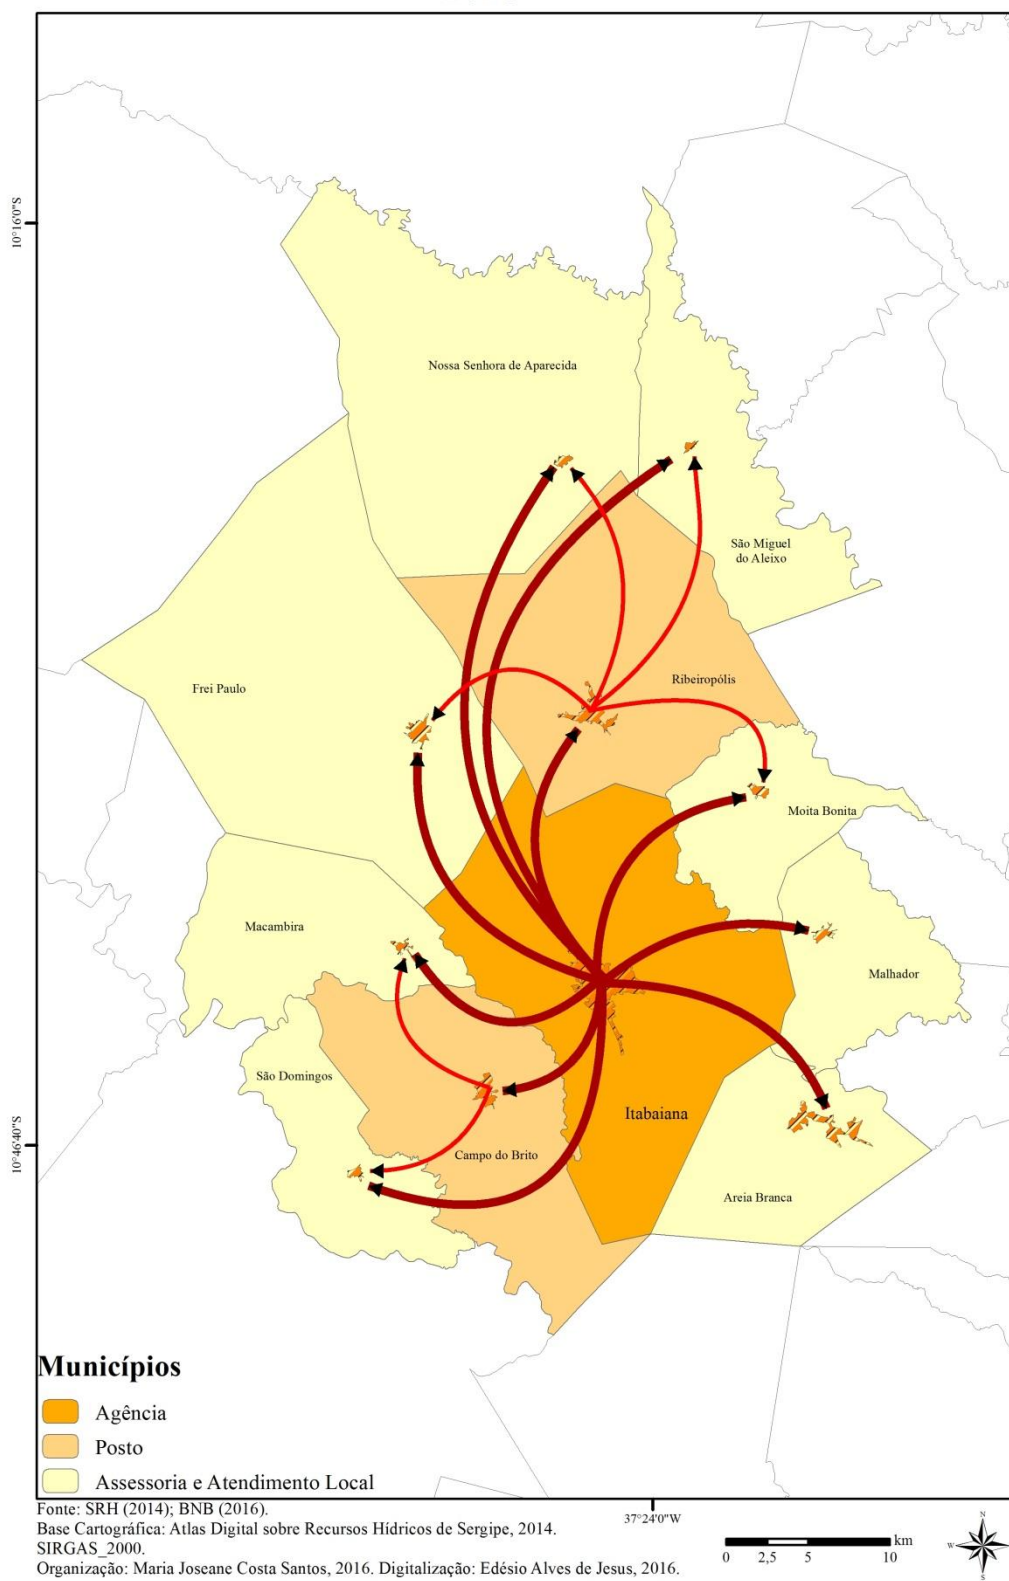 10°16'0"S
Nossa Senhora de Aparecida
São Miguel
do Aleixo
Ribeirópolis
Frei Paulo
Moita Bonita
Macambira
Malhador
São Domingos
Itabaiana
10°46'40"S
Campo do Brito
Areia Branca
Municípios
Agência
Posto
Assessoria e Atendimento Local
Fonte: SRH (2014); BNB (2016).
Base Cartográfica: Atlas Digital sobre Recursos Hídricos de Sergipe, 2014.
SIRGAS_2000.
Organização: Maria Joseane Costa Santos, 2016. Digitalização: Edésio Alves de Jesus, 2016.
37°24'0"W
km
0 2,5 5 10
N
W E
S